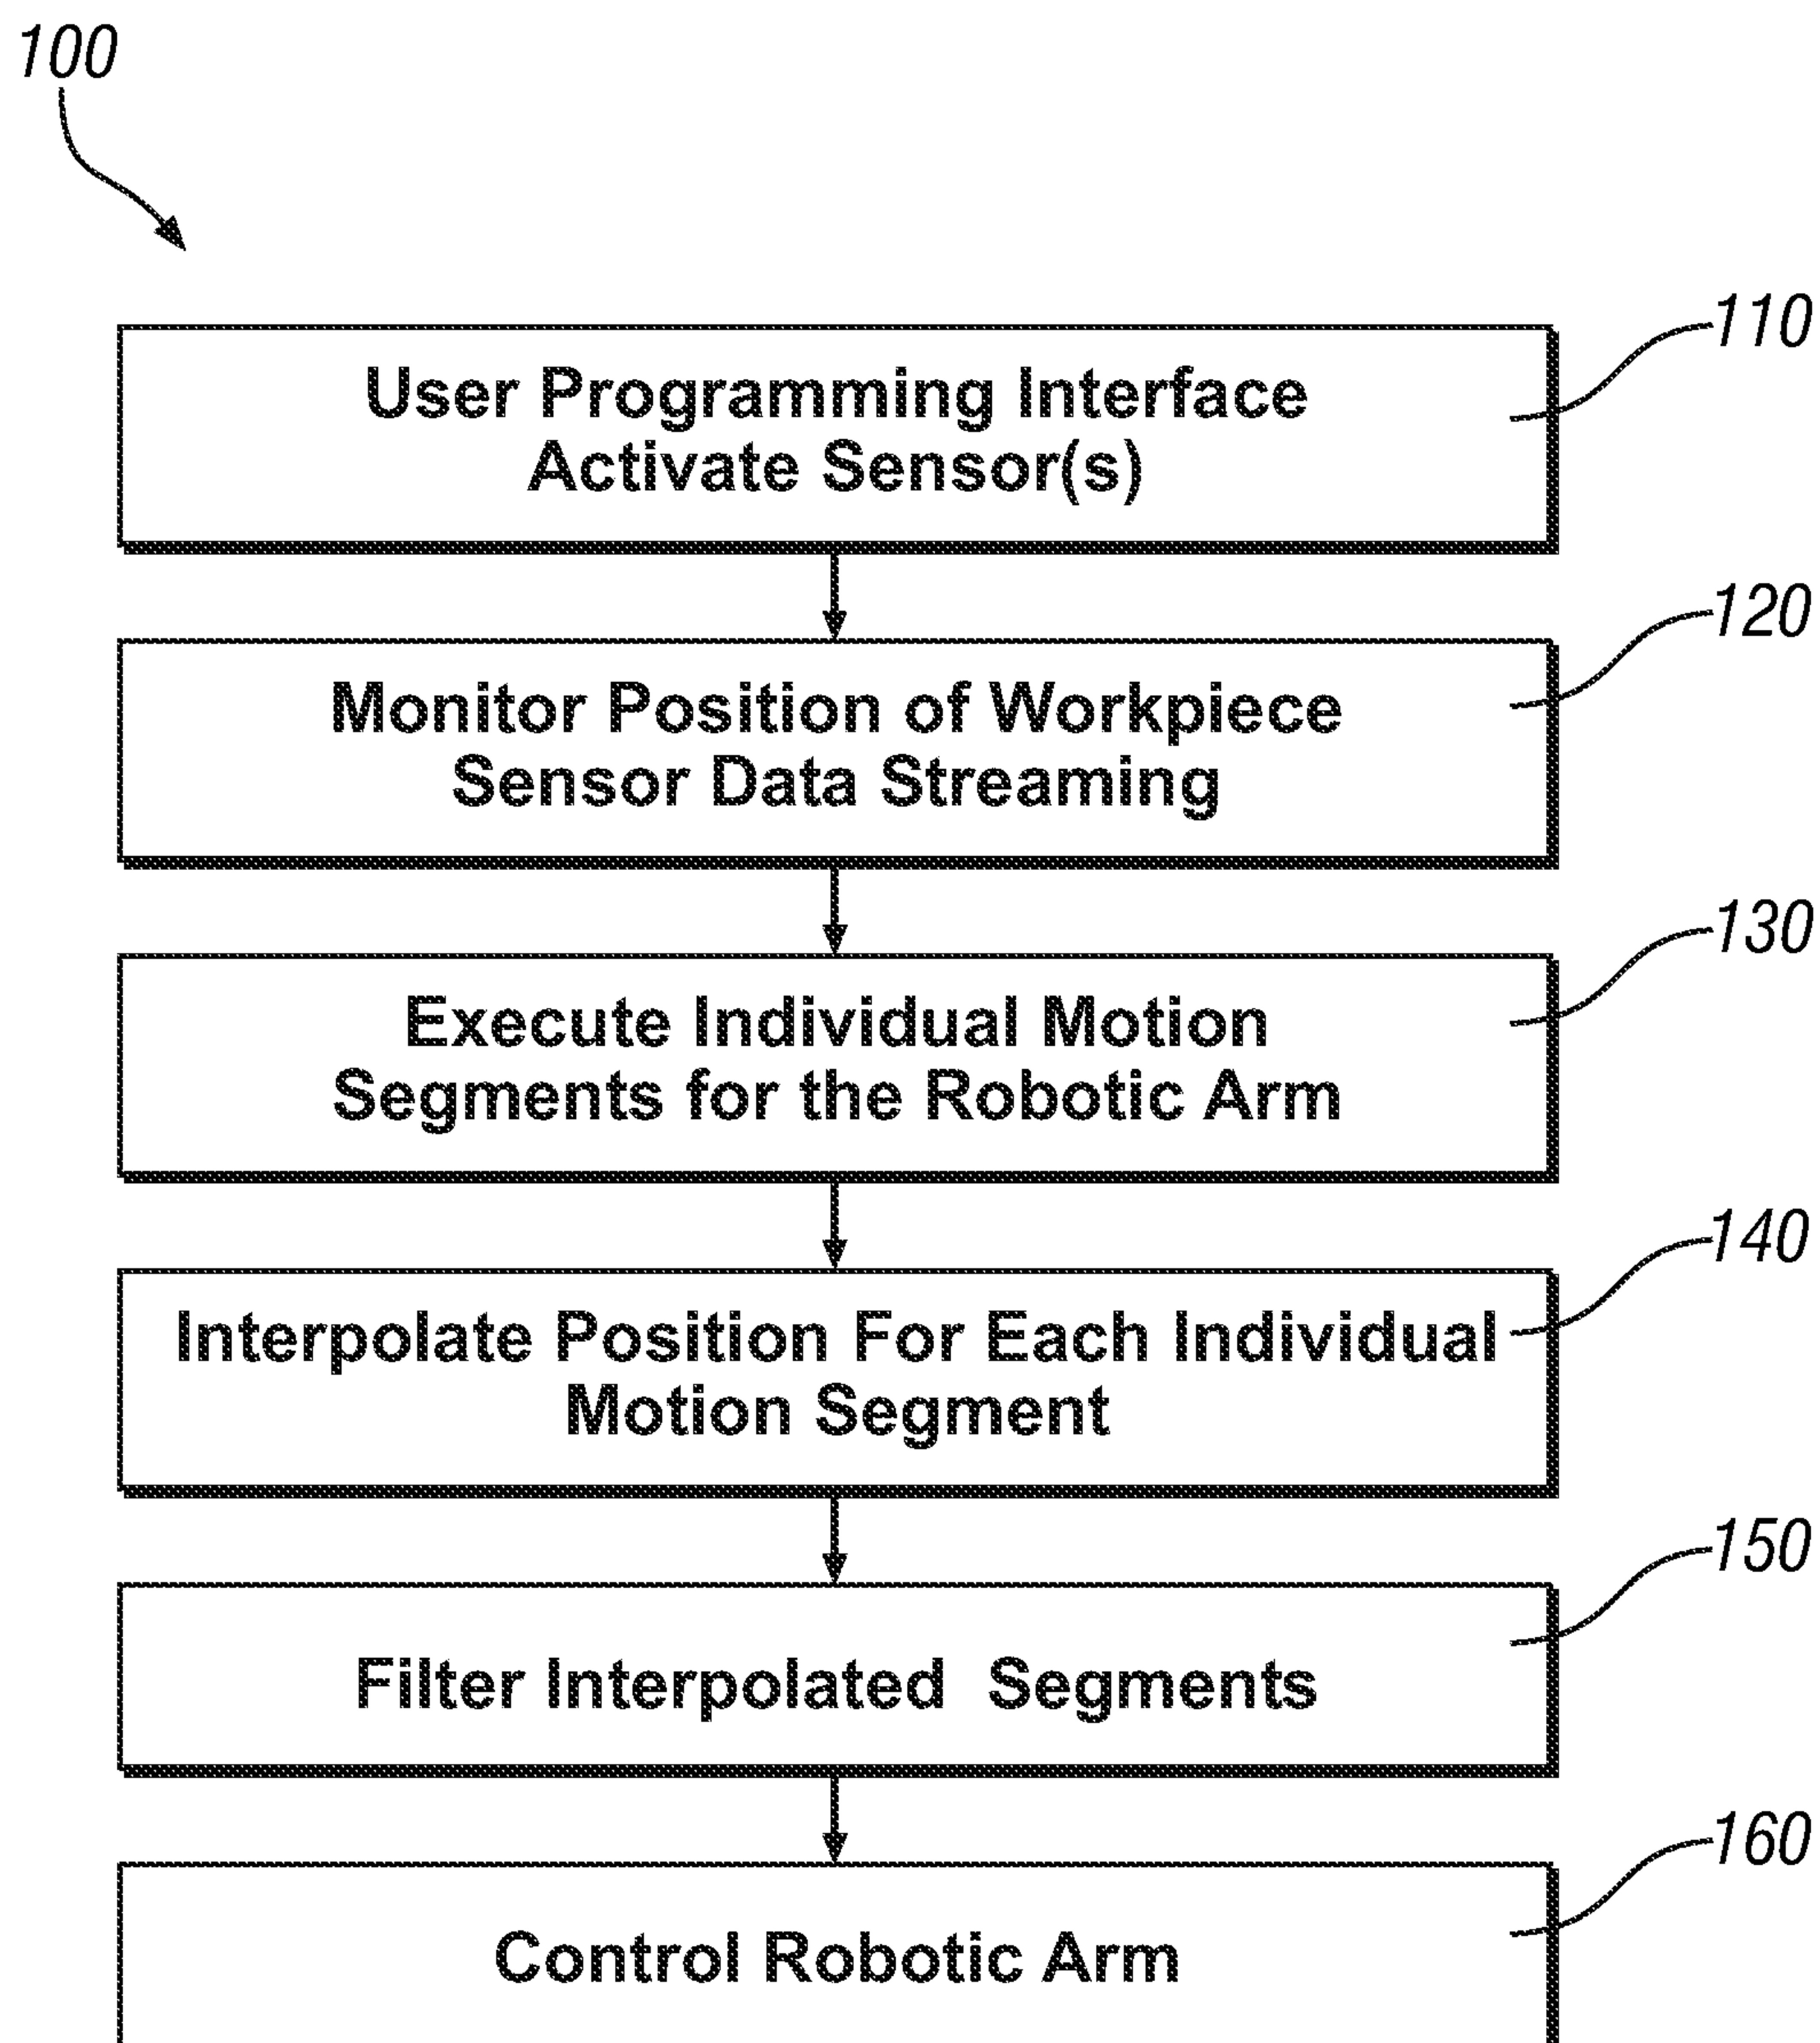 100
110
User Programming Interface
Activate Sensor(s)
120
Monitor Position of Workpiece
Sensor Data Streaming
130
Execute Individual Motion
Segments for the Robotic Arm
140
Interpolate Position For Each Individual
Motion Segment
150
Filter Interpolated Segments
160
Control Robotic Arm